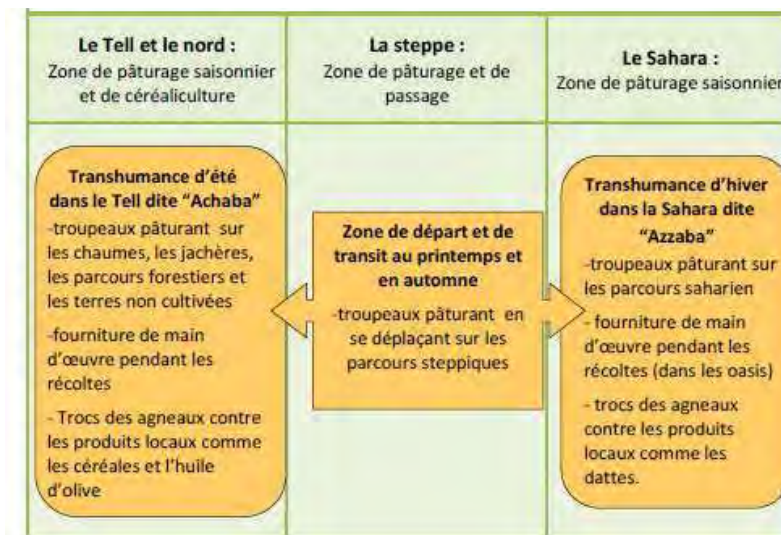 Le Tell et le nord :
Zone de pâturage saisonnier
et de céréaliculture
La steppe :
Zone de pâturage et de
passage
Le Sahara :
Zone de pâturage saisonnier
Transhumance d'été
dans le Tell dite "Achaba"
-troupeaux pâturant sur
les chaumes, les jachères,
les parcours forestiers et
les terres non cultivées
-fourniture de main
d'œuvre pendant les
récoltes
- Trocs des agneaux contre
les produits locaux comme
les céréales et l'huile
d'olive
Zone de départ et de
transit au printemps et
en automne
-troupeaux pâturant en
se déplaçant sur les
parcours steppiques
Transhumance d'hiver
dans la Sahara dite
"Azzaba"
-troupeaux pâturant sur
les parcours saharien
- fourniture de main
d'œuvre pendant les
récoltes (dans les oasis)
- trocs des agneaux
contre les produits
locaux comme les
dattes.